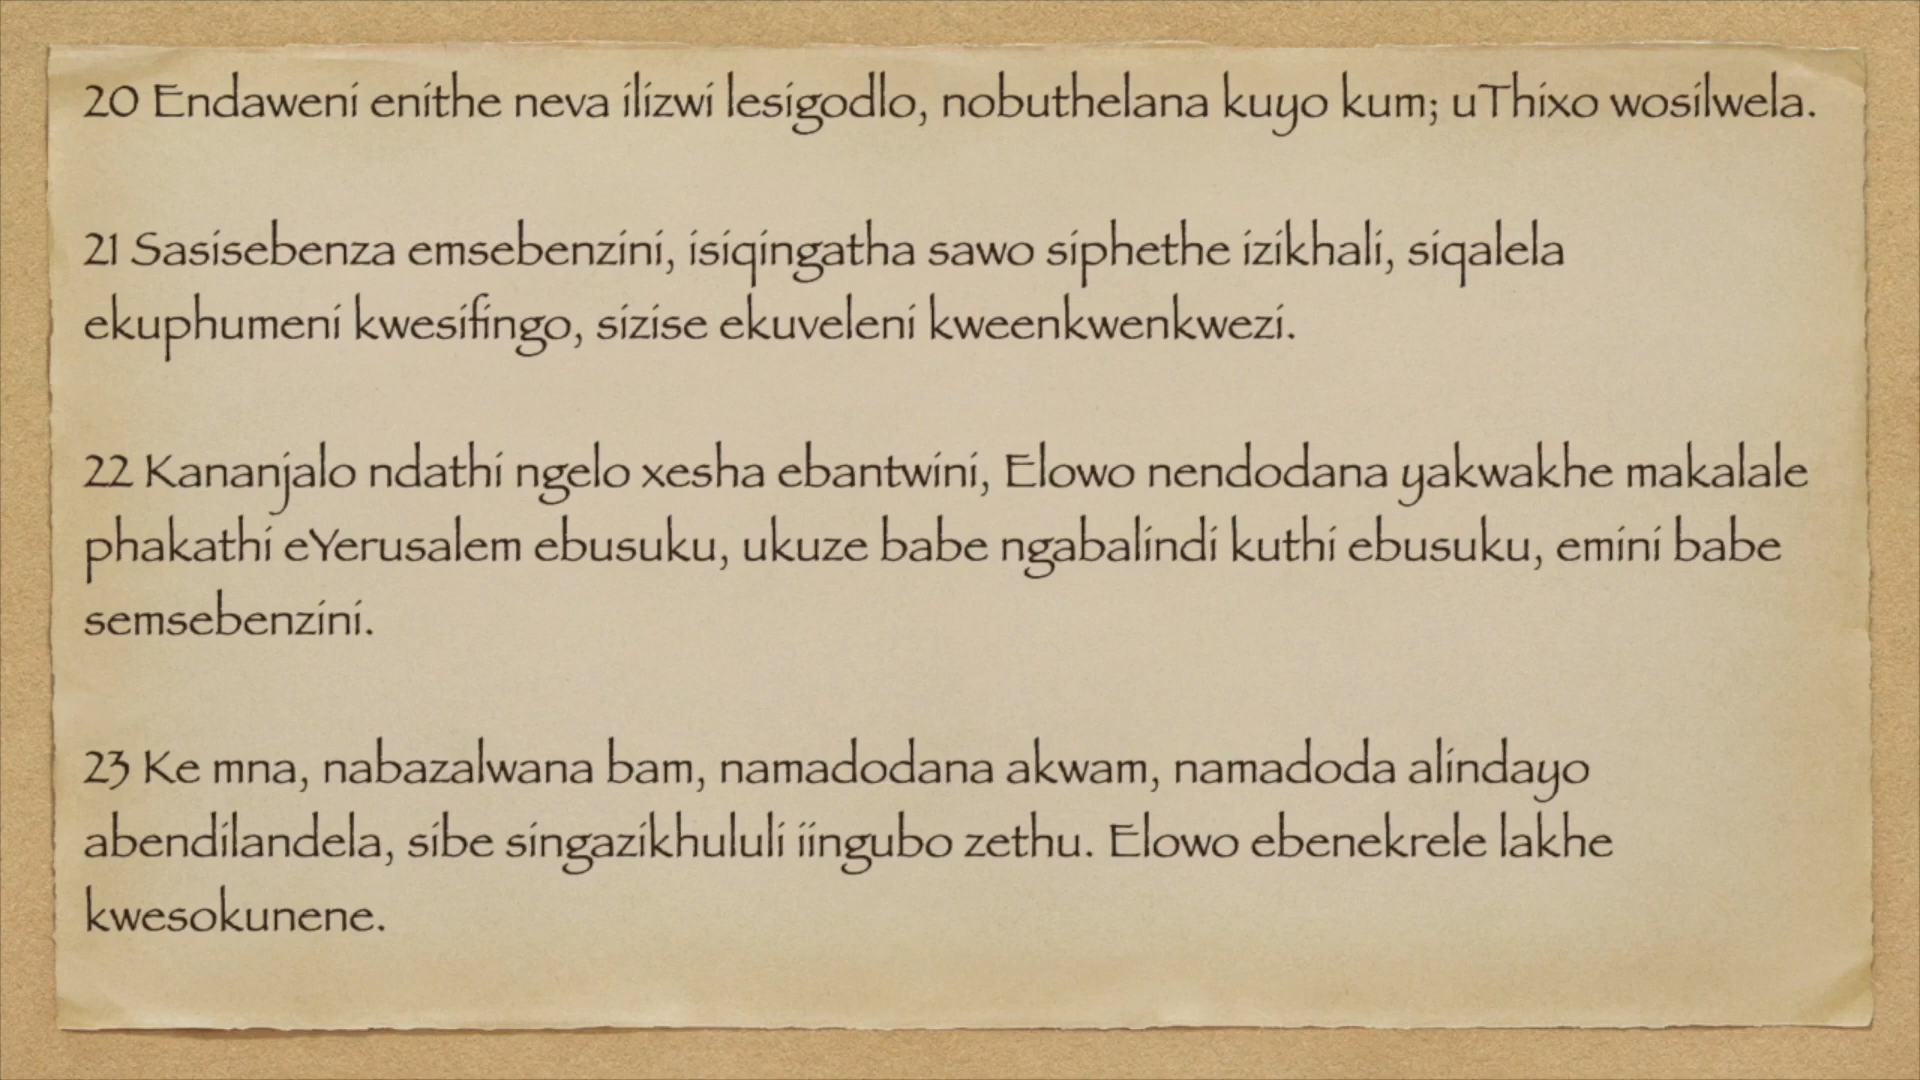 20 Endaweni enithe neva ilizwi lesigodlo, nobuthelana kuyo kum; uThixo wosilwela.
21 Sasisebenza emsebenzini, isiqingatha sawo siphethe izikhali, siqalela
ekuphumeni kwesifingo, sizise ekuveleni kweenkwenkwezi.
22 Kananjalo ndathi ngelo xesha ebantwini, Elowo nendodana yakwakhe makalale
phakathi eYerusalem ebusuku, ukuze babe ngabalindi kuthi ebusuku, emini babe
semsebenzini.
23 Ke mna, nabazalwana bam, namadodana akwam, namadoda alindayo
abendilandela, sibe singazikhululi iingubo zethu. Elowo ebenekrele lakhe
kwesokunene.